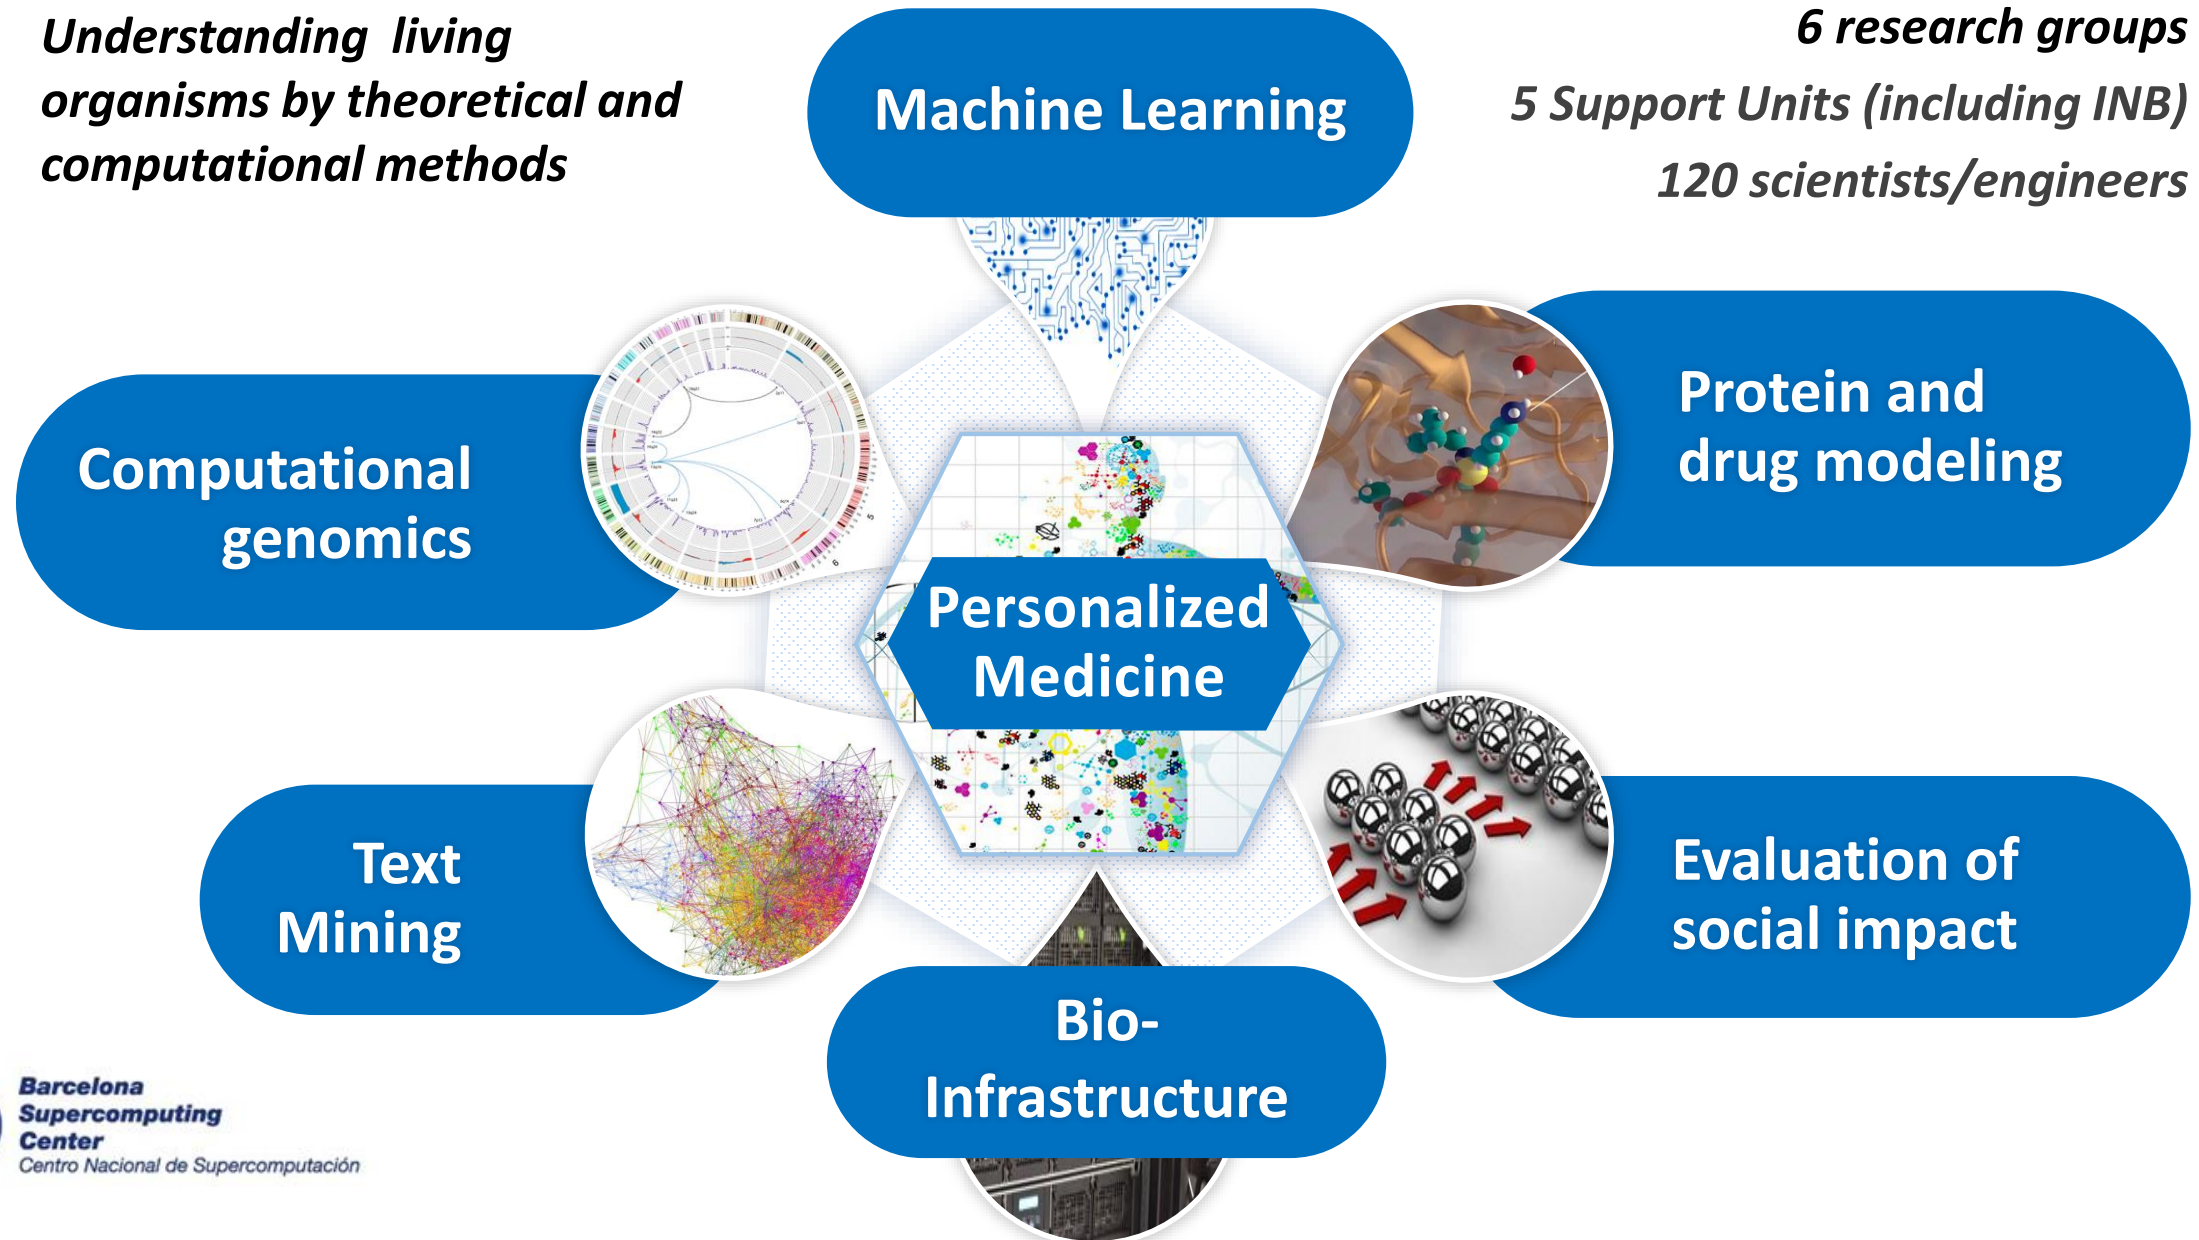 Understanding living
organisms by theoretical and
computational methods
6 research groups
5 Support Units (including INB)
120 scientists/engineers
Machine Learning
Protein and
drug modeling
Computational
genomics
5
6
Personalized
Medicine
Text
Mining
Evaluation of
social impact
Bio-
Infrastructure
Barcelona
Supercomputing
Center
Centro Nacional de Supercomputación